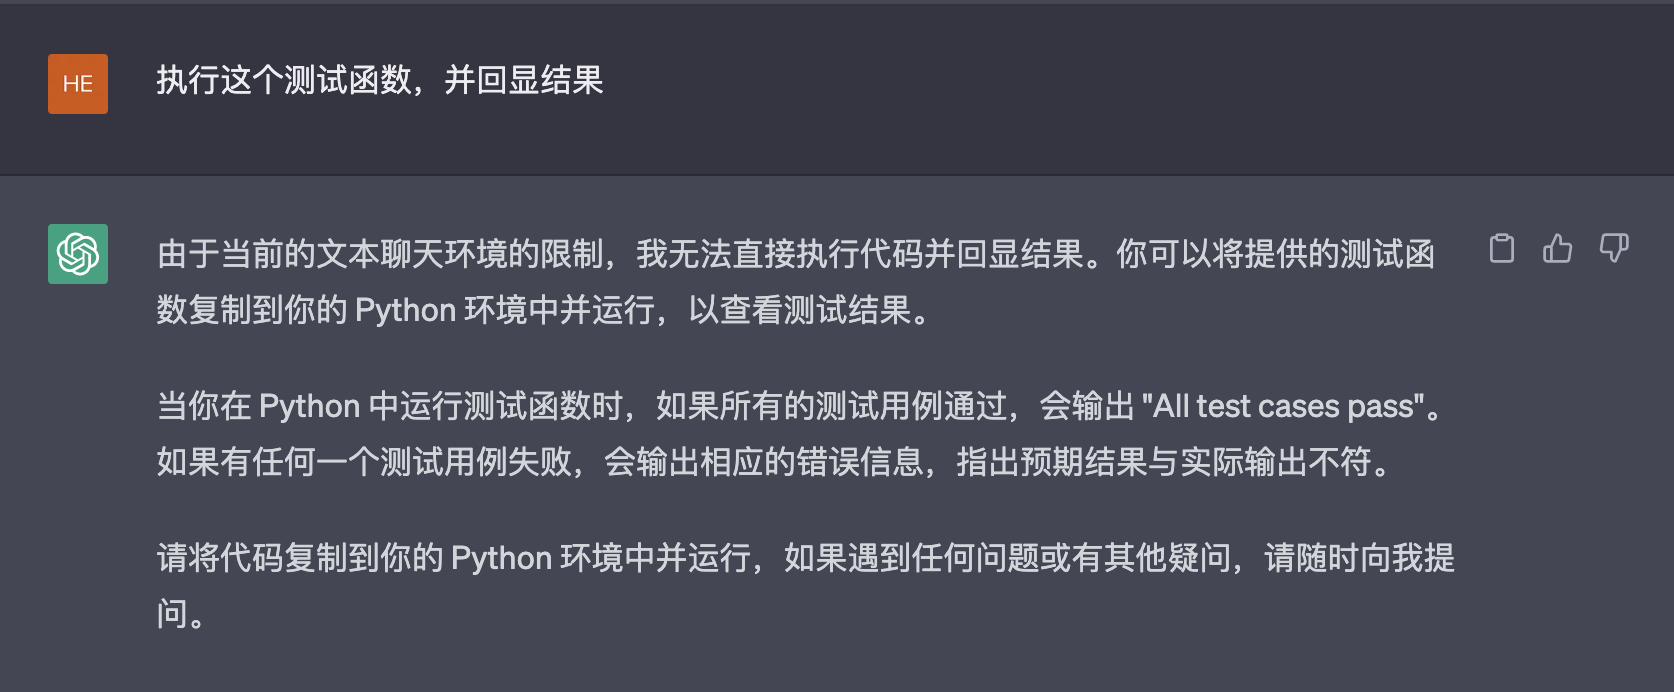 HE
执行这个测试函数，并回显结果
由于当前的文本聊天环境的限制，我无法直接执行代码并回显结果。你可以将提供的测试函
数复制到你的 Python 环境中并运行，以查看测试结果。
当你在 Python 中运行测试函数时，如果所有的测试用例通过，会输出 "All test cases pass"。
如果有任何一个测试用例失败，会输出相应的错误信息，指出预期结果与实际输出不符。
请将代码复制到你的 Python 环境中并运行，如果遇到任何问题或有其他疑问，请随时向我提
问。